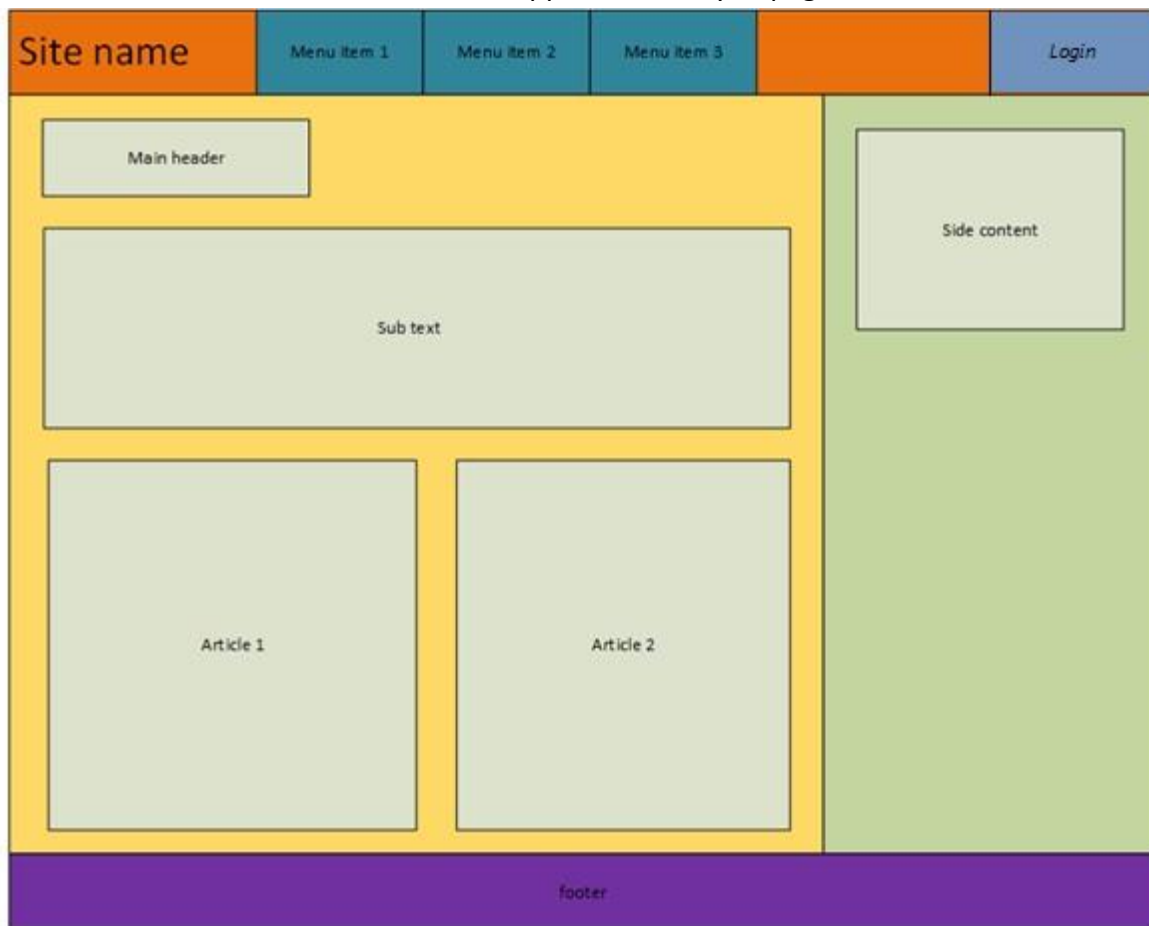 Site name
Menu item 1
Menu item 2
Menu item 3
Login
Main header
Side content
Sub text
Article 1
Article 2
footer